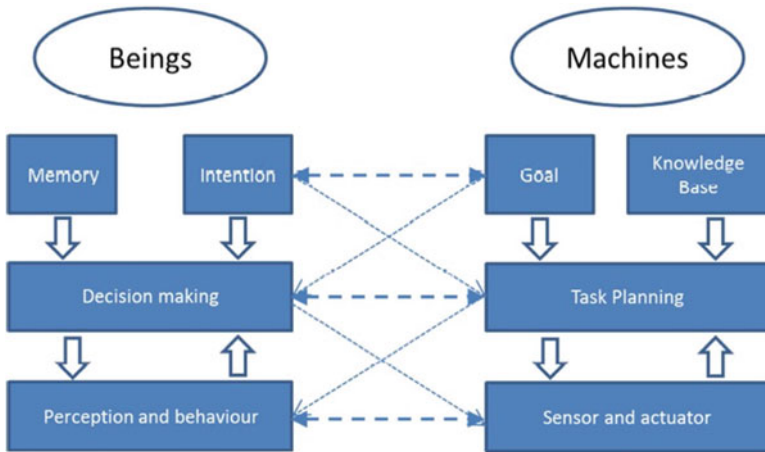 Beings
Machines
Memory
Intention
Goal
Knowledge
Base
Decision making
Task Planning
Perception and behaviour
Sensor and actuator